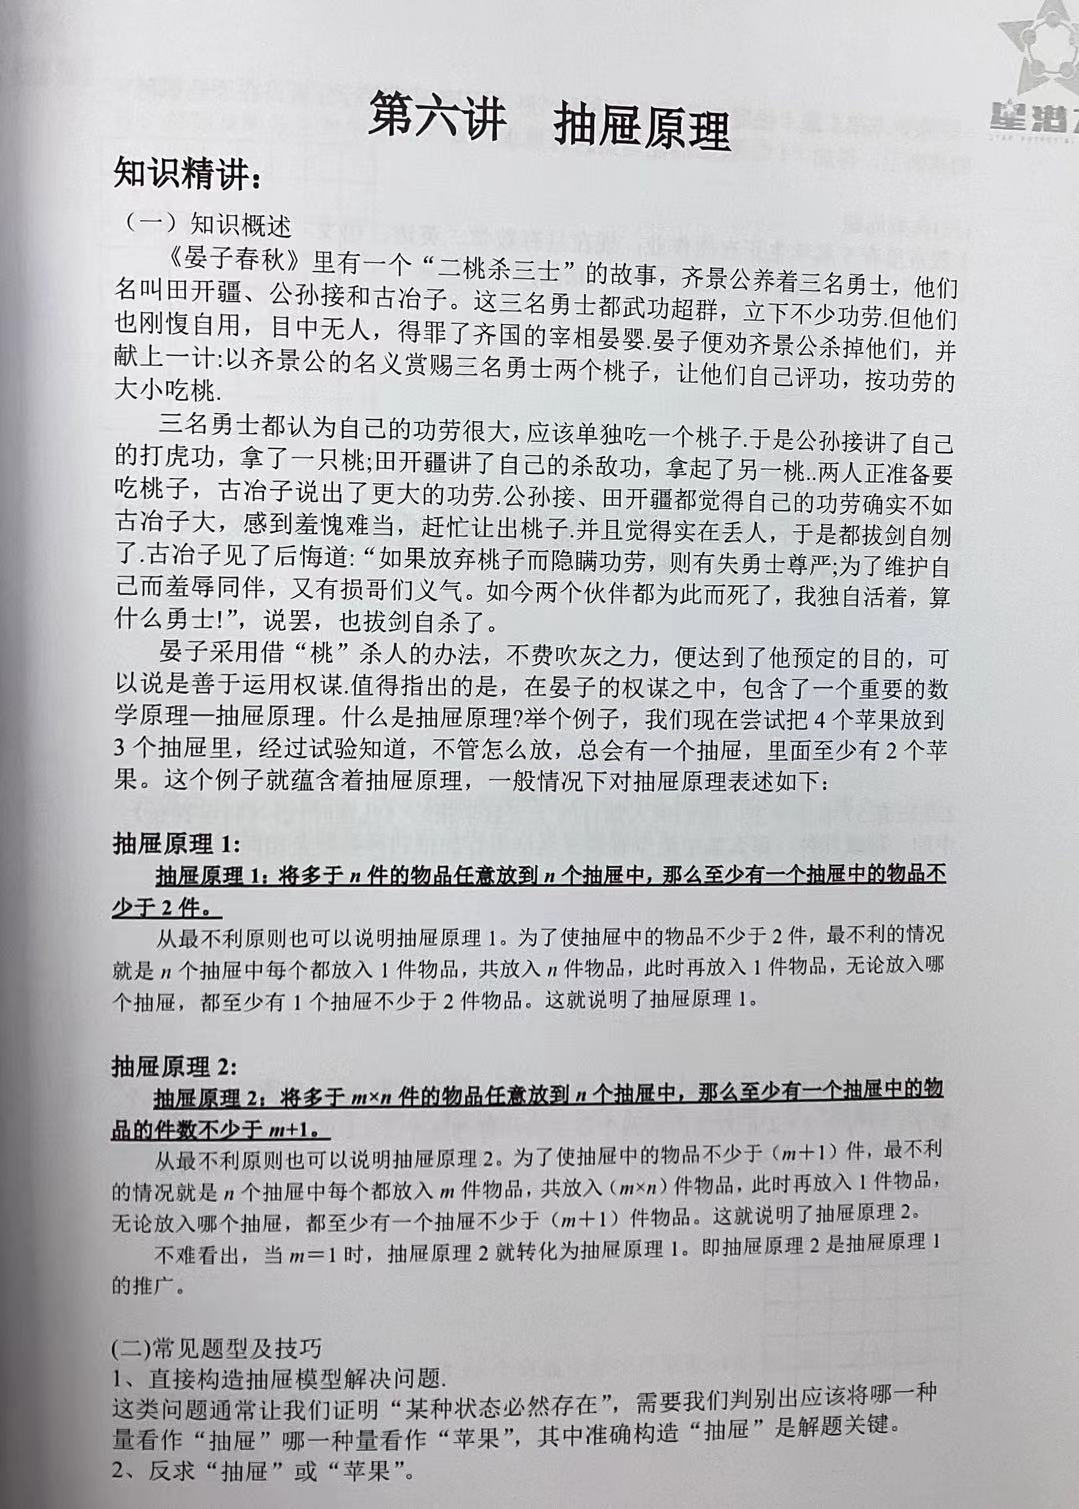 星潜
第六讲 抽屉原理
知识精讲：
（一）知识概述
《晏子春秋》里有一个“二桃杀三士”的故事，齐景公养着三名勇士，他们
名叫田开疆、公孙接和古冶子。这三名勇士都武功超群，立下不少功劳.但他们
也刚愎自用，目中无人，得罪了齐国的宰相晏婴.晏子便劝齐景公杀掉他们，并
献上一计:以齐景公的名义赏赐三名勇士两个桃子，让他们自己评功，按功劳的
大小吃桃.
三名勇士都认为自己的功劳很大,应该单独吃一个桃子.于是公孙接讲了自己
的打虎功，拿了一只桃;田开疆讲了自己的杀敌功，拿起了另一桃..两人正准备要
吃桃子，古冶子说出了更大的功劳.公孙接、田开疆都觉得自己的功劳确实不如
古冶子大，感到羞愧难当，赶忙让出桃子.并且觉得实在丢人，于是都拔剑自刎
了.古冶子见了后悔道:“如果放弃桃子而隐瞒功劳，则有失勇士尊严;为了维护自
己而羞辱同伴，又有损哥们义气。如今两个伙伴都为此而死了，我独自活着，算
什么勇士!”，说罢，也拔剑自杀了。
晏子采用借“桃”杀人的办法，不费吹灰之力，便达到了他预定的目的，可
以说是善于运用权谋.值得指出的是，在晏子的权谋之中，包含了一个重要的数
学原理—抽屉原理。什么是抽屉原理?举个例子，我们现在尝试把 4 个苹果放到
3 个抽屉里，经过试验知道，不管怎么放，总会有一个抽屉，里面至少有 2 个苹
果。这个例子就蕴含着抽屉原理，一般情况下对抽屉原理表述如下：
抽屉原理 1:
抽屉原理 1：将多于 n 件的物品任意放到 n 个抽屉中，那么至少有一个抽屉中的物品不
少于 2 件。
从最不利原则也可以说明抽屉原理 1。为了使抽屉中的物品不少于 2 件，最不利的情况
就是 n 个抽屉中每个都放入 1 件物品，共放入 n 件物品，此时再放入 1 件物品，无论放入哪
个抽屉，都至少有 1 个抽屉不少于 2 件物品。这就说明了抽屉原理 1。
抽屉原理 2:
抽屉原理 2：将多于 m×n 件的物品任意放到 n 个抽屉中，那么至少有一个抽屉中的物
品的件数不少于 m+1。
从最不利原则也可以说明抽屉原理 2。为了使抽屉中的物品不少于（m＋1）件，最不利
的情况就是 n 个抽屉中每个都放入 m 件物品，共放入（m×n）件物品，此时再放入 1 件物品，
无论放入哪个抽屉，都至少有一个抽屉不少于（m＋1）件物品。这就说明了抽屉原理 2。
不难看出，当 m＝1 时，抽屉原理 2 就转化为抽屉原理 1。即抽屉原理 2 是抽屉原理 1
的推广。
(二)常见题型及技巧
1、直接构造抽屉模型解决问题.
这类问题通常让我们证明“某种状态必然存在”，需要我们判别出应该将哪一种
量看作“抽屉”哪一种量看作“苹果”，其中准确构造“抽屉”是解题关键。
2、反求“抽屉”或“苹果”。